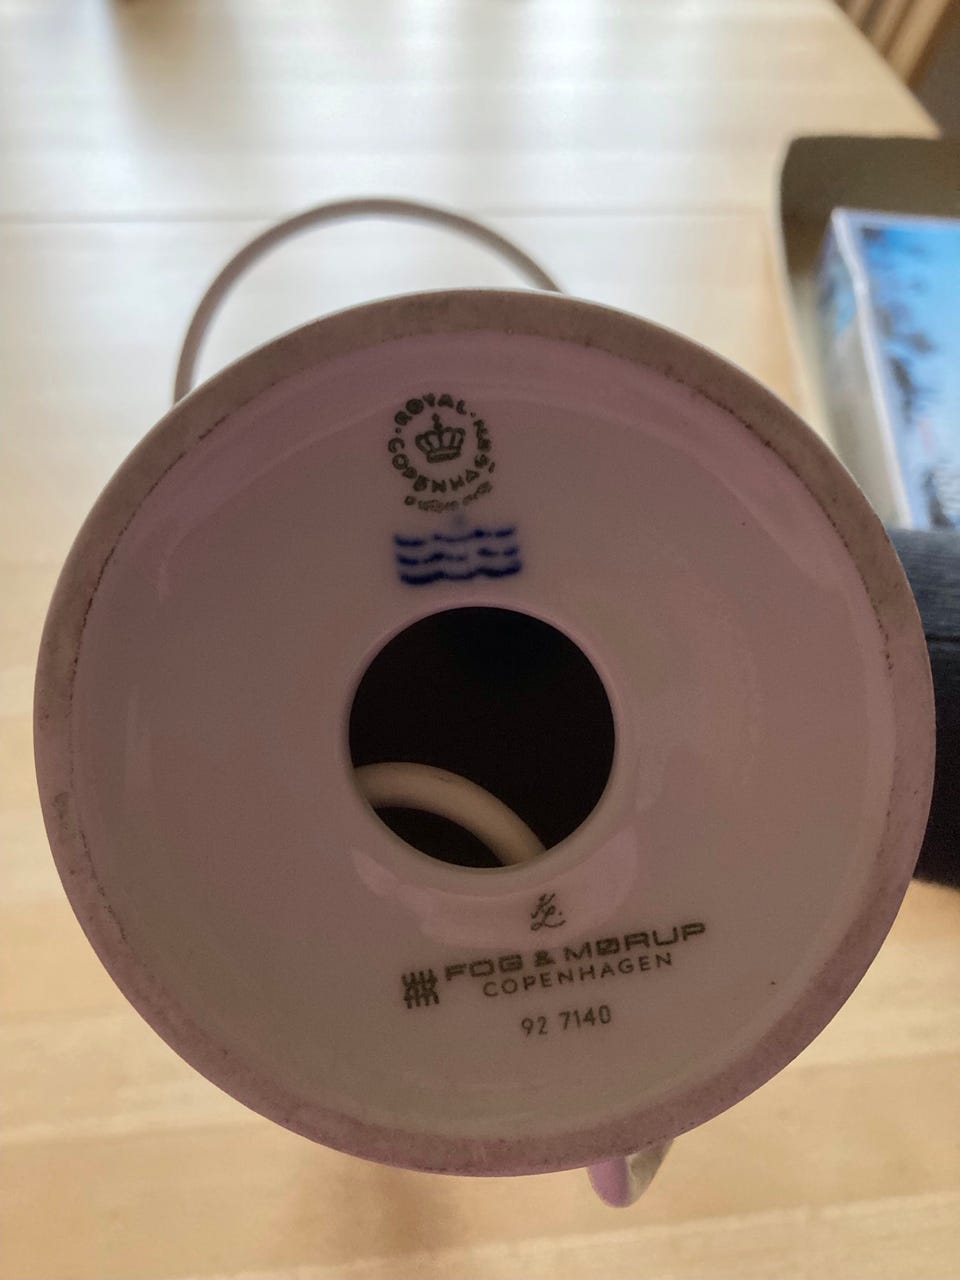 ROYAL
COPENHAGEN
FOG & MØRUP
COPENHAGEN
92 7140